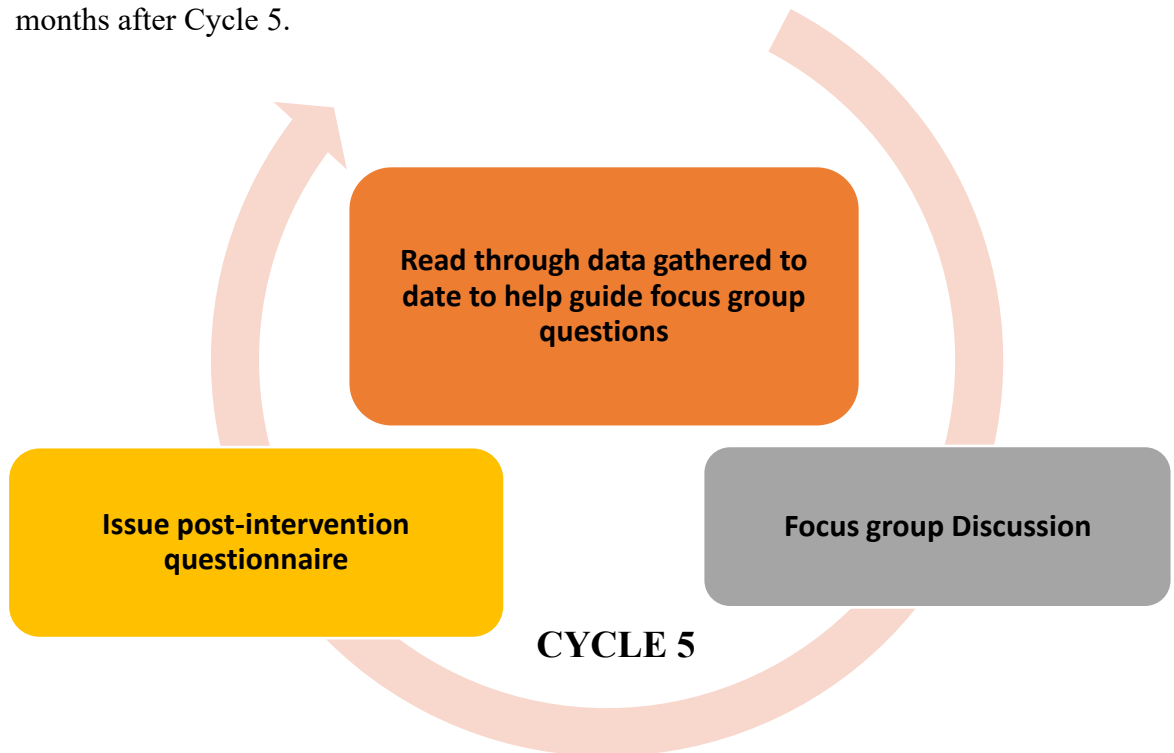 months after Cycle 5.
Read through data gathered to
date to help guide focus group
questions
Issue post-intervention
questionnaire
Focus group Discussion
CYCLE 5